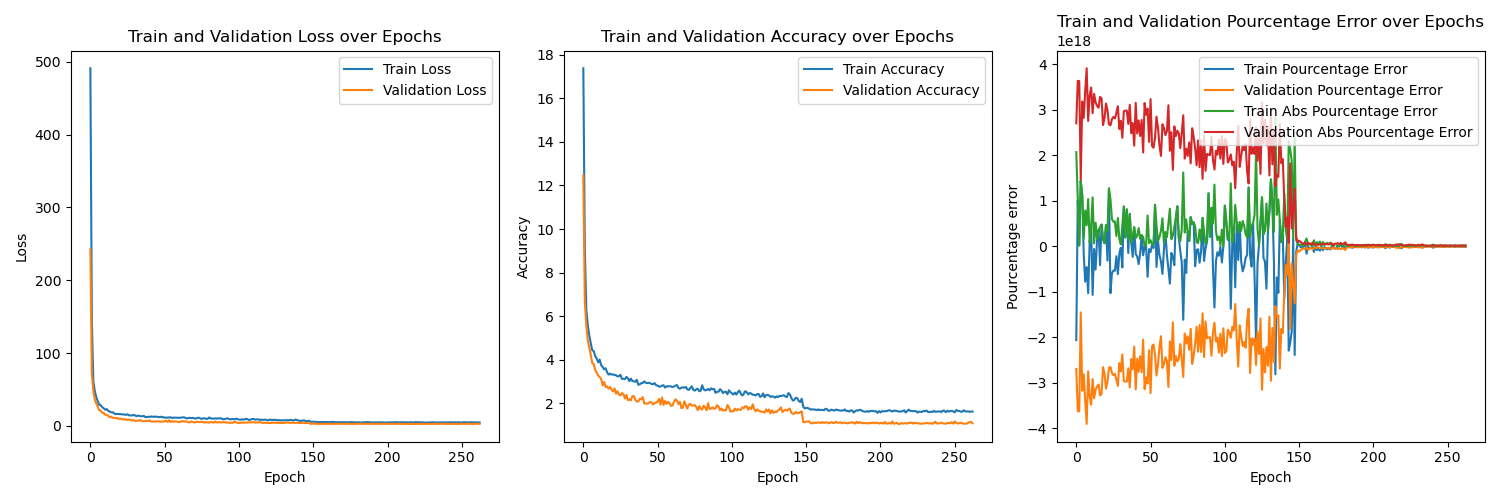 Train and Validation Loss over Epochs
500
400
300
200
100
0
Loss
0 50 100 150 200 250
Epoch
Train Loss
Validation Loss
Train and Validation Accuracy over Epochs
18
16
14
12
10
8
6
4
2
Accuracy
0 50 100 150 200 250
Epoch
Train Accuracy
Validation Accuracy
Train and Validation Pourcentage Error over Epochs
1e18
4
3
2
1
0
−1
−2
−3
−4
Pourcentage error
0 50 100 150 200 250
Epoch
Train Pourcentage Error
Validation Pourcentage Error
Train Abs Pourcentage Error
Validation Abs Pourcentage Error